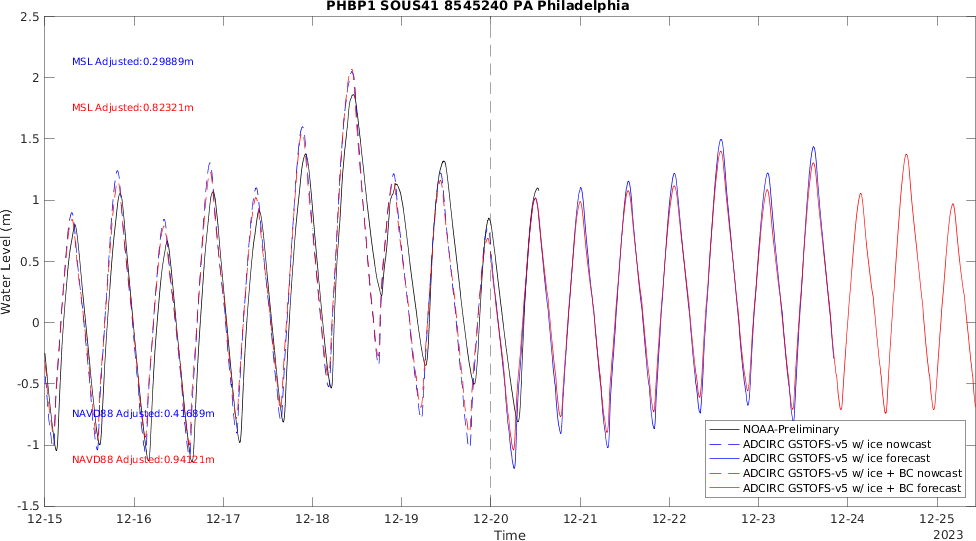 PHBP1 SOUS41 8545240 PA Philadelphia
2.5
2
1.5
1
0.5
0
-0.5
-1
-1.5
Water Level (m)
MSL Adjusted:0.29889m
MSL Adjusted:0.82321m
NAVD88 Adjusted:0.41689m
NAVD88 Adjusted:0.94121m
NOAA-Preliminary
ADCIRC GSTOFS-v5 w/ ice nowcast
ADCIRC GSTOFS-v5 w/ ice forecast
ADCIRC GSTOFS-v5 w/ ice + BC nowcast
ADCIRC GSTOFS-v5 w/ ice + BC forecast
12-15 12-16 12-17 12-18 12-19 12-20 12-21 12-22 12-23 12-24 12-25
Time
2023